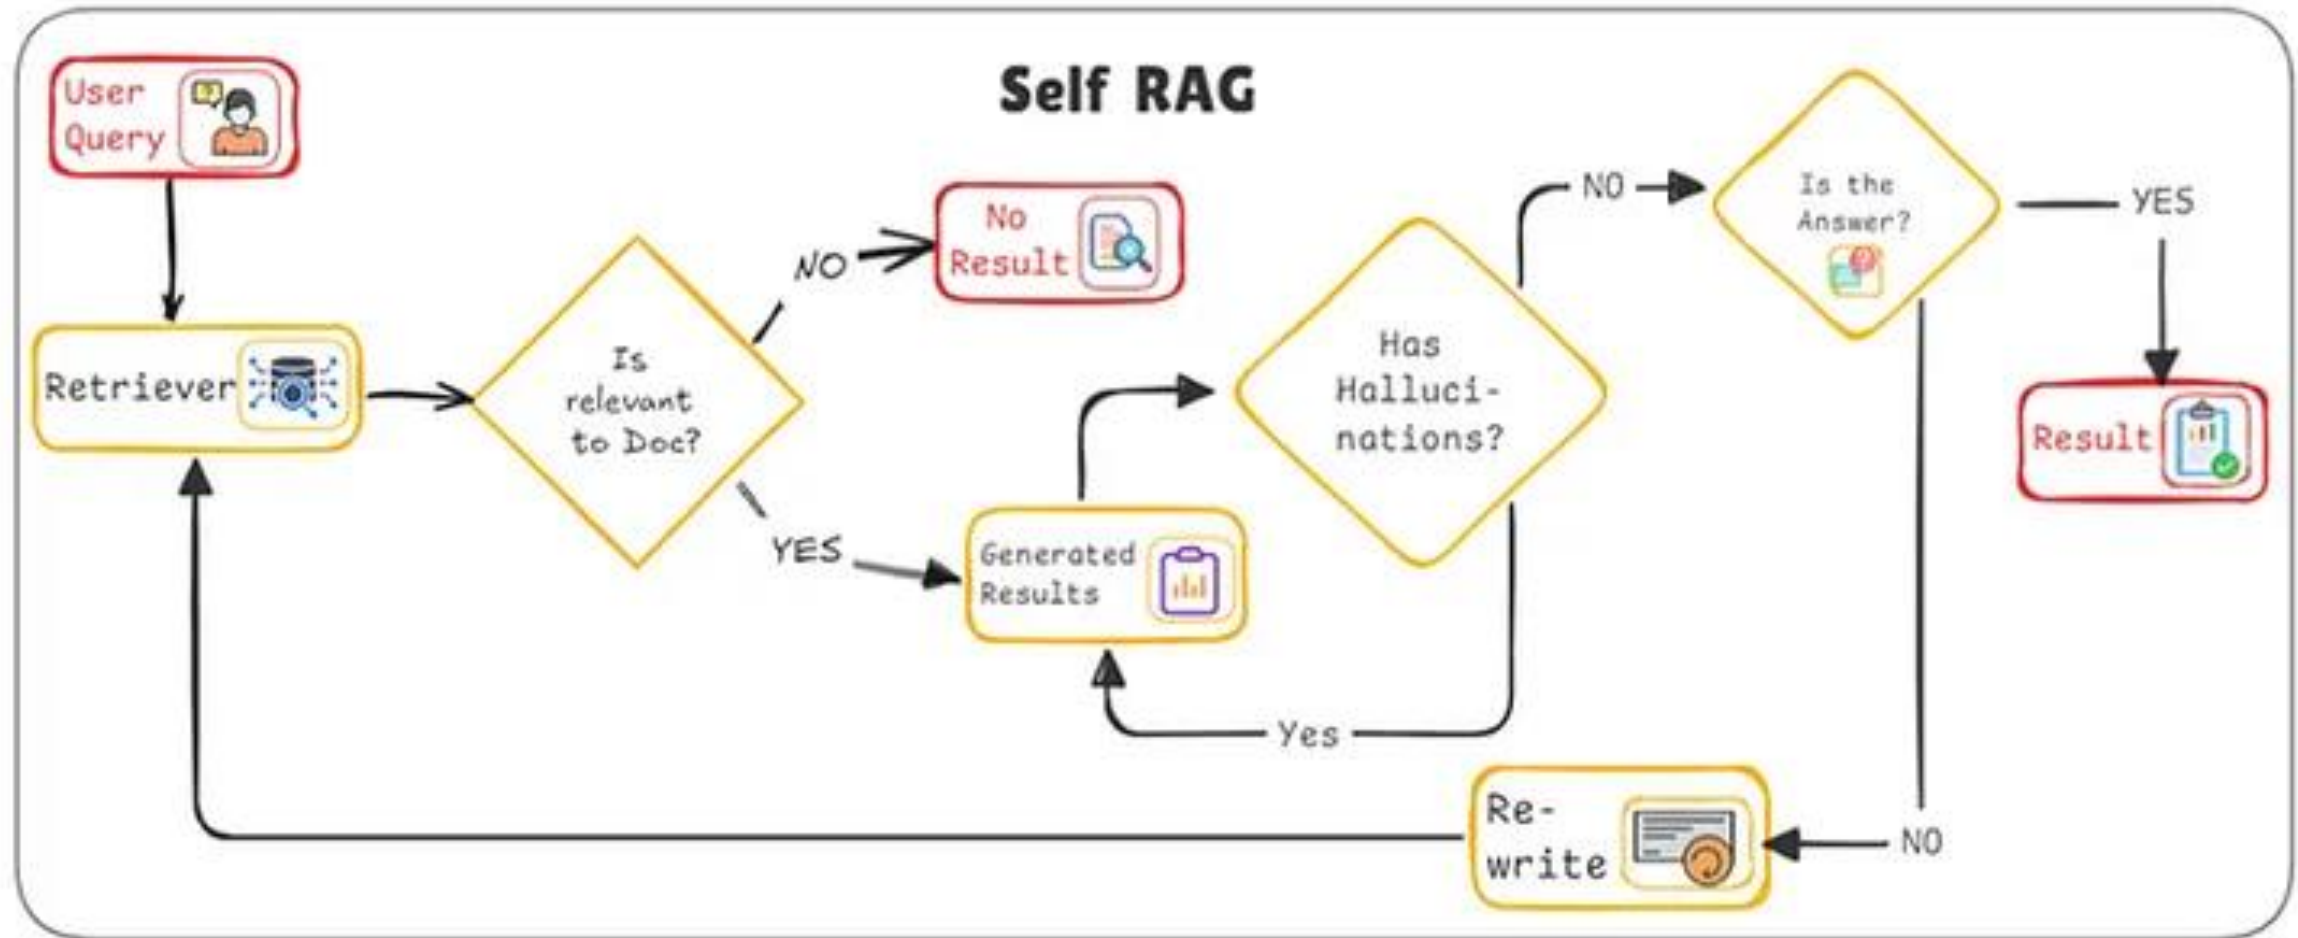 Self RAG
User
Query
Retriever
Is
relevant
to Doc?
NO
No
Result
YES
Generated
Results
Has
Halluci-
nations?
Yes
NO
Is the
Answer?
YES
Result
NO
Re-
write